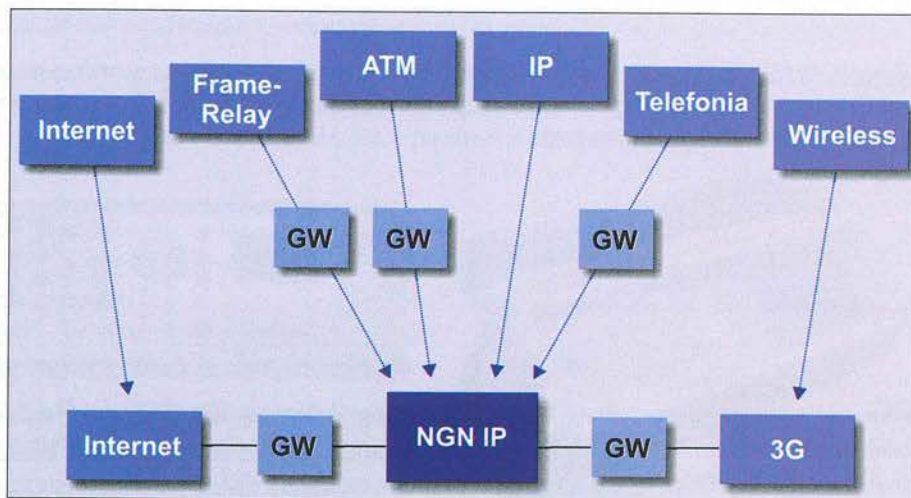 Internet
Frame-
Relay
ATM
IP
Telefonia
Wireless
GW
GW
GW
Internet
GW
NGN IP
GW
3G